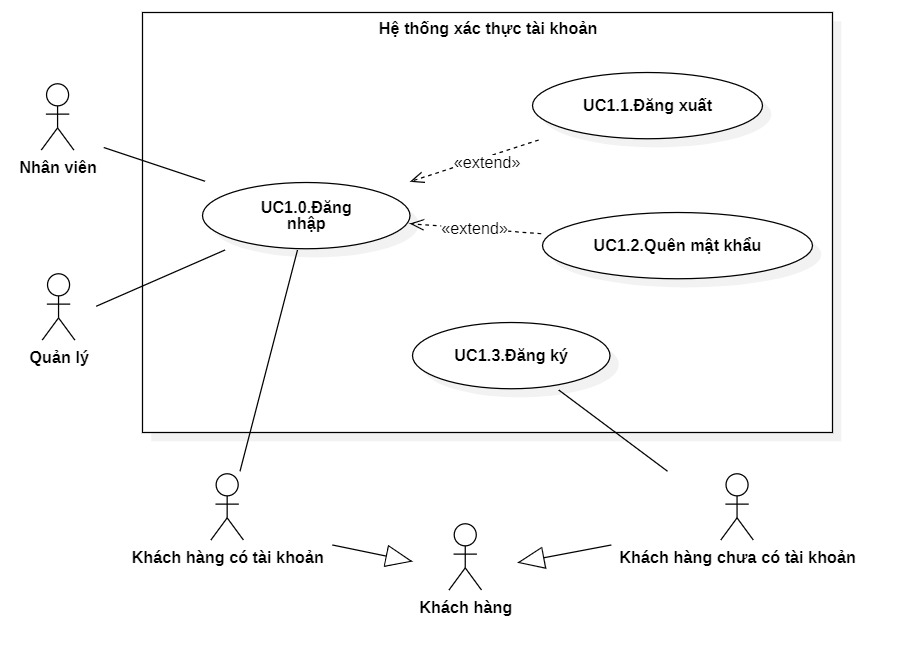 Hệ thống xác thực tài khoản
UC1.1.Đăng xuất
«extend»
Nhân viên
UC1.0.Đăng
nhập
«extend»
UC1.2.Quên mật khẩu
Quản lý
UC1.3.Đăng ký
Khách hàng có tài khoản
Khách hàng chưa có tài khoản
Khách hàng